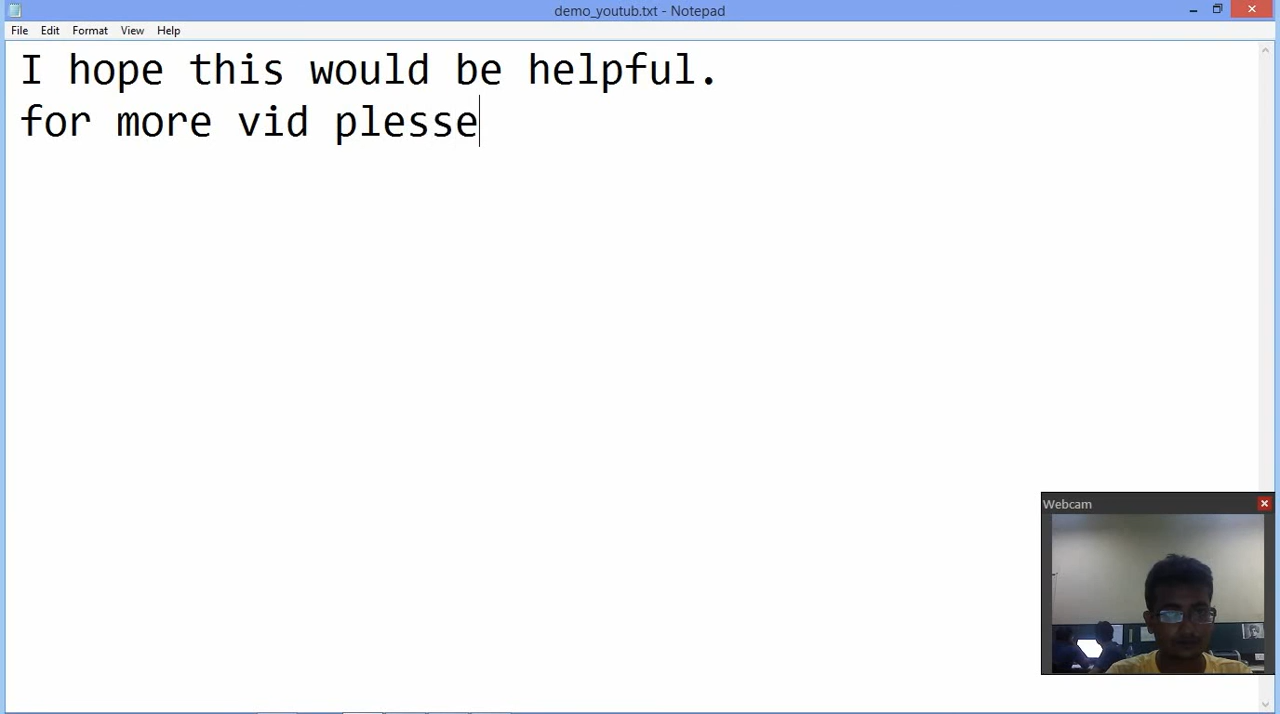 demo_youtub.txt - Notepad
File Edit Format View Help
I hope this would be helpful.
for more vid plesse
Webcam